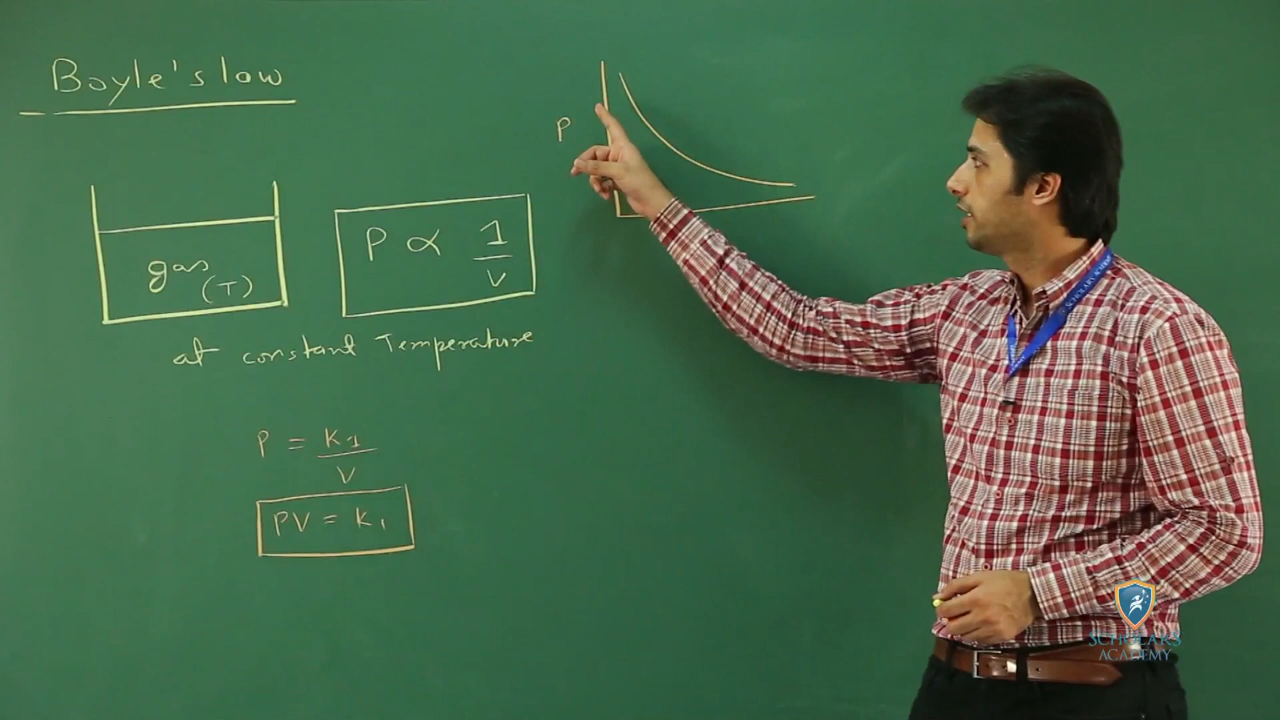 Boyle's law
P
P ∝ 1/v
gas
(T)
at constant Temperature
P = K1/V
PV = K1
SCHOLARS
ACADEMY